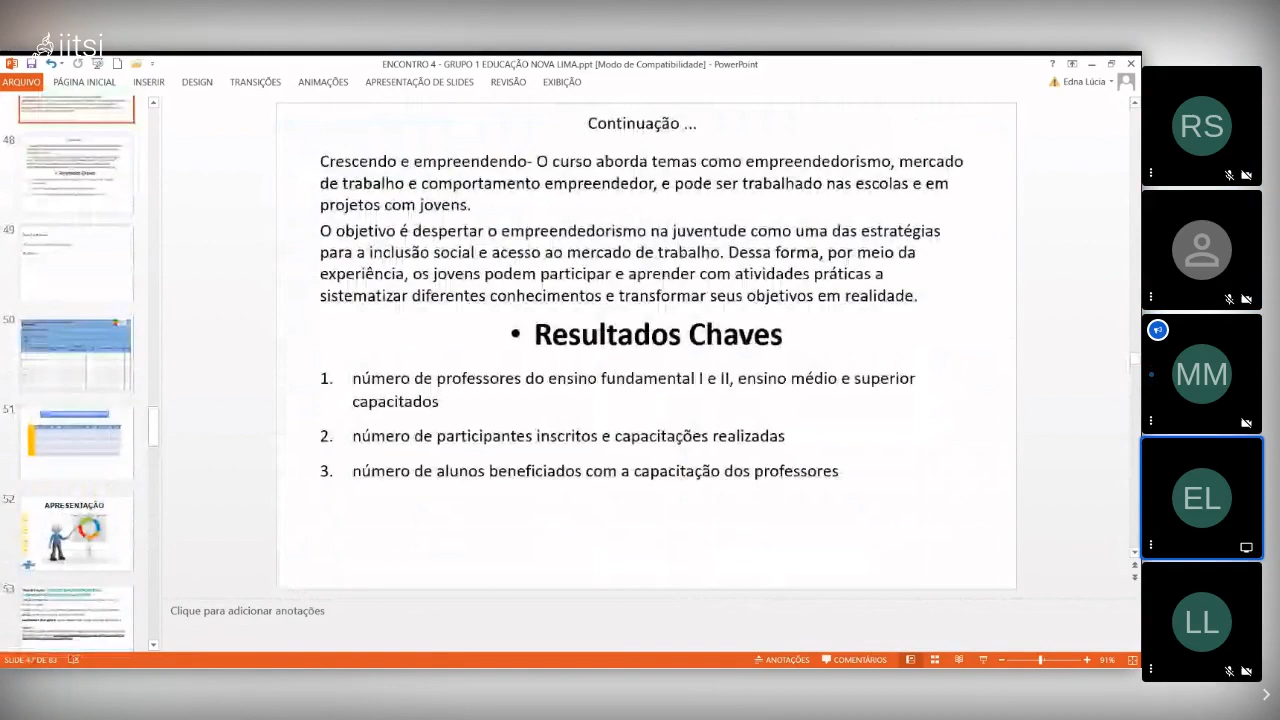 iitsi
ENCONTRO 4 - GRUPO 1 EDUCAÇÃO NOVA LIMA.ppt [Modo de Compatibilidade] - PowerPoint
ARQUIVO PÁGINA INICIAL INSERIR DESIGN TRANSIÇÕES ANIMAÇÕES APRESENTAÇÃO DE SLIDES REVISÃO EXIBIÇÃO
Edna Lúcia
48
49
50
51
52
APRESENTAÇÃO
53
Continuação ...
Crescendo e empreendendo- O curso aborda temas como empreendedorismo, mercado
de trabalho e comportamento empreendedor, e pode ser trabalhado nas escolas e em
projetos com jovens.
O objetivo é despertar o empreendedorismo na juventude como uma das estratégias
para a inclusão social e acesso ao mercado de trabalho. Dessa forma, por meio da
experiência, os jovens podem participar e aprender com atividades práticas a
sistematizar diferentes conhecimentos e transformar seus objetivos em realidade.
• Resultados Chaves
1. número de professores do ensino fundamental I e II, ensino médio e superior
capacitados
2. número de participantes inscritos e capacitações realizadas
3. número de alunos beneficiados com a capacitação dos professores
Clique para adicionar anotações
SLIDE 47 DE 83
ANOTAÇÕES COMENTÁRIOS 91%
RS
MM
EL
LL